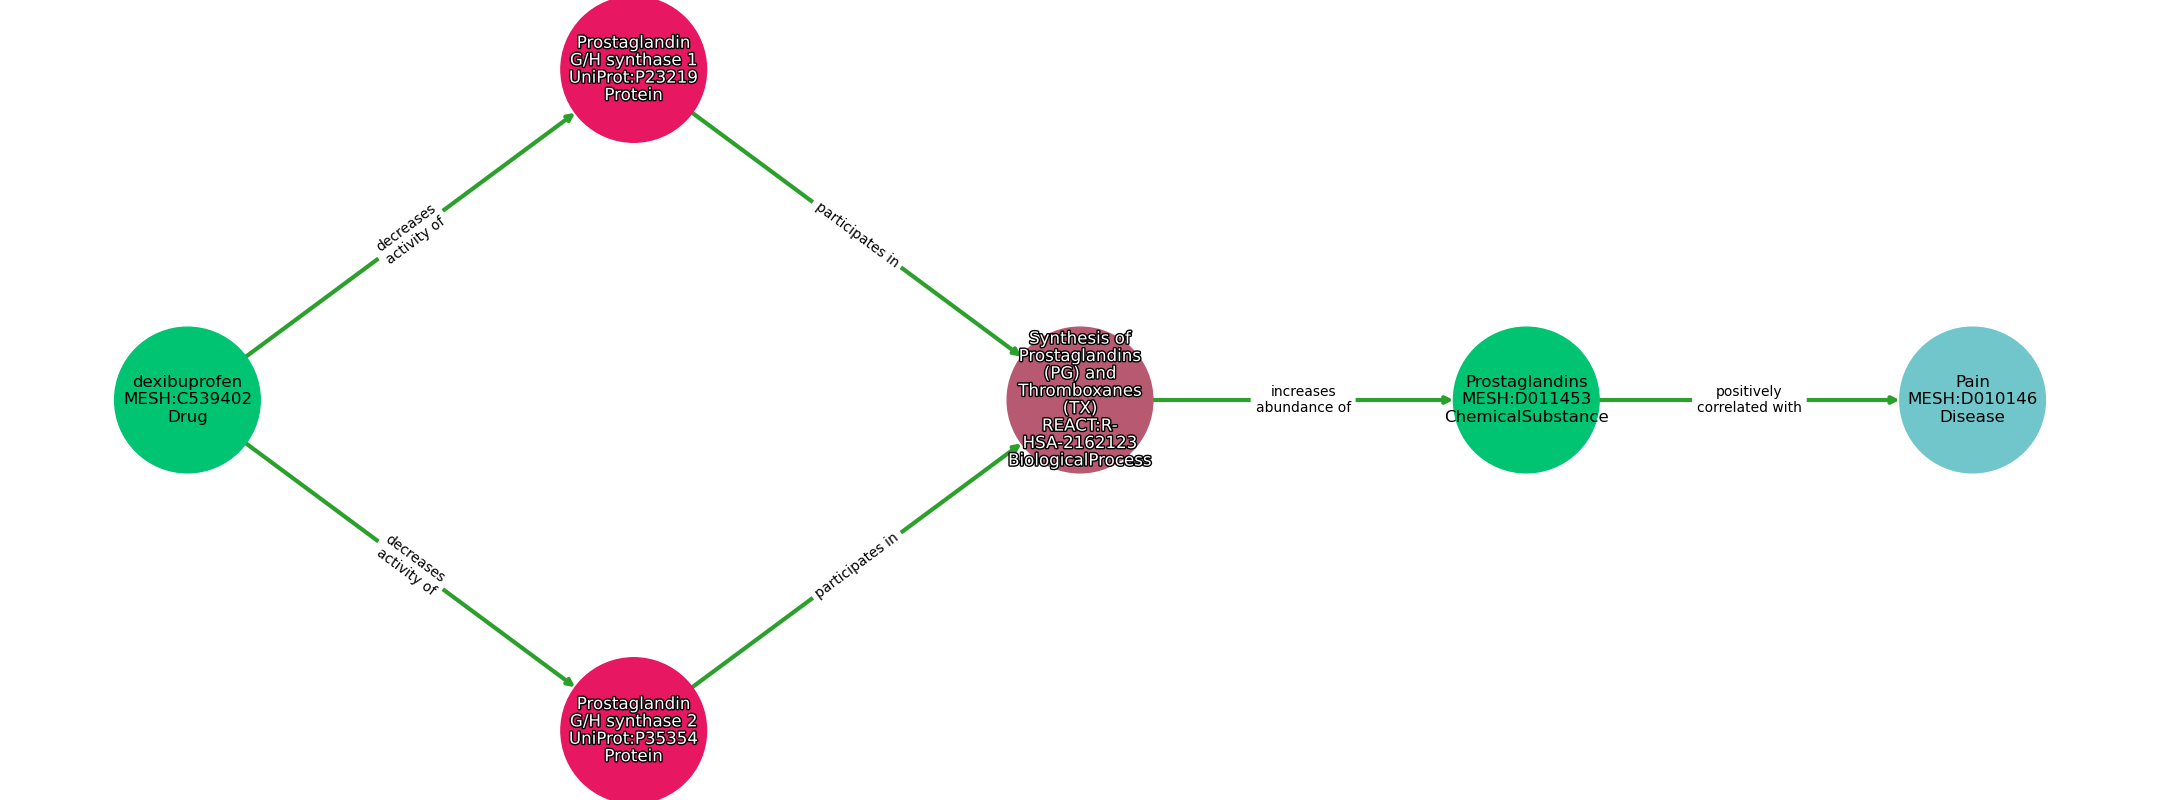 Prostaglandin
G/H synthase 1
UniProt:P23219
Protein
decreases
activity of
participates in
dexibuprofen
MESH:C539402
Drug
Synthesis of
Prostaglandins
(PG) and
Thromboxanes
(TX)
REACT:R-
HSA-2162123
BiologicalProcess
increases
abundance of
Prostaglandins
MESH:D011453
ChemicalSubstance
positively
correlated with
Pain
MESH:D010146
Disease
decreases
activity of
participates in
Prostaglandin
G/H synthase 2
UniProt:P35354
Protein